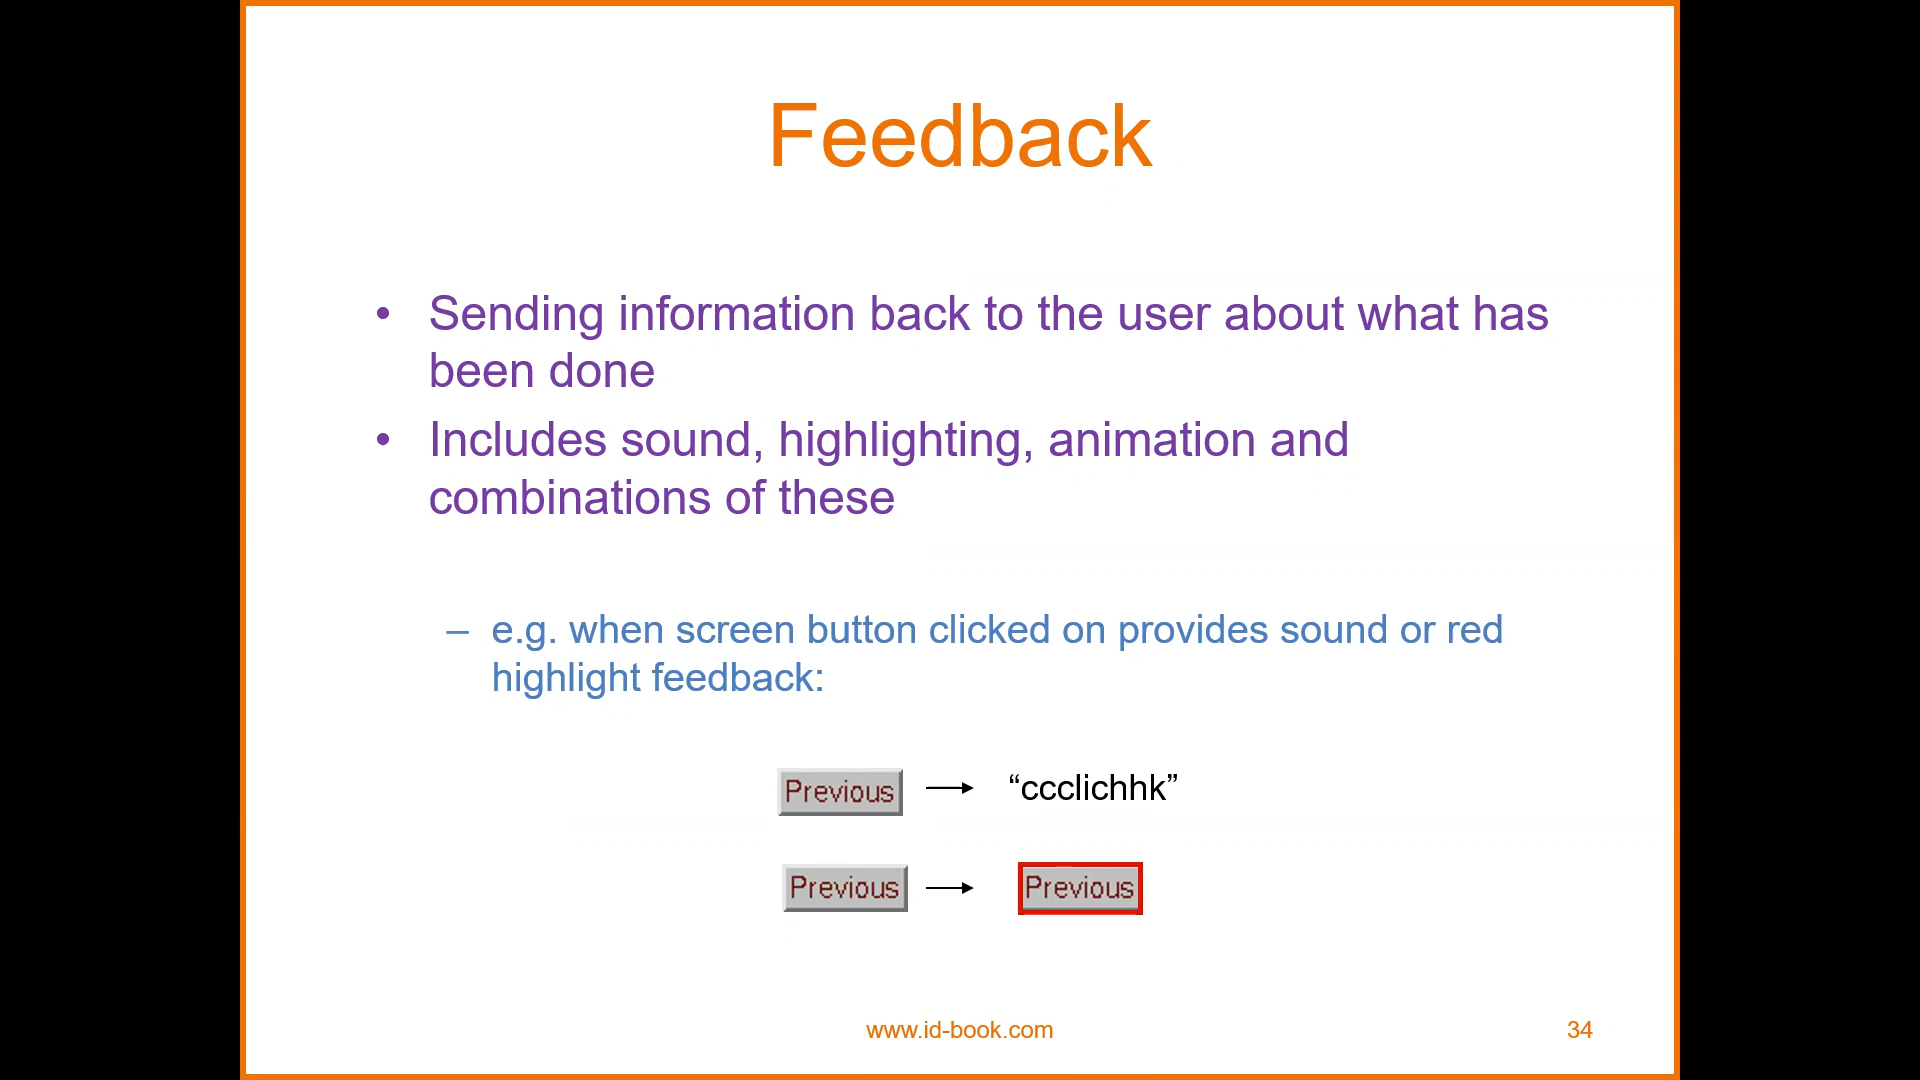 Feedback
• Sending information back to the user about what has
been done
• Includes sound, highlighting, animation and
combinations of these
– e.g. when screen button clicked on provides sound or red
highlight feedback:
Previous “ccclichhk”
Previous Previous
www.id-book.com 34